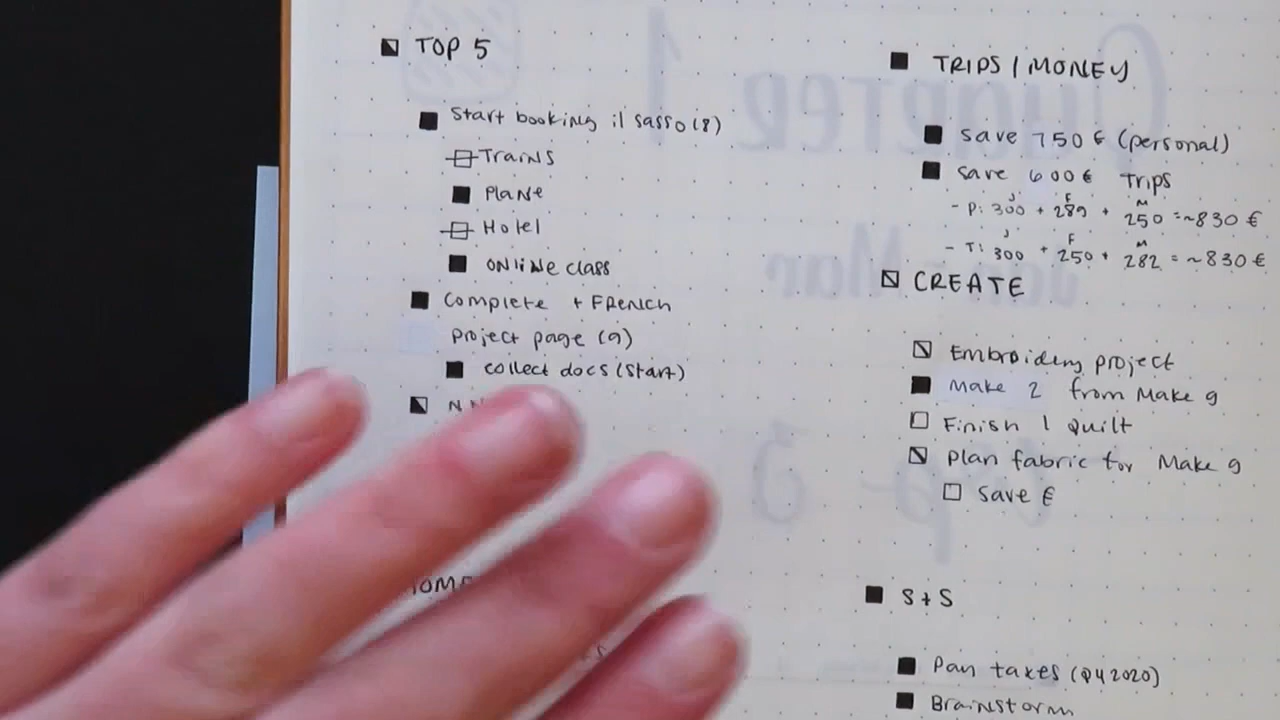 TOP 5
Start booking il sasso (8)
Trains
Plane
Hotel
Online class
Complete + French
Project page (9)
collect docs (start)
HOME
TRIPS / MONEY
save 750 € (personal)
save 600 € Trips
J F M
- P: 300 + 289 + 250 = ~830 €
J F M
- T: 300 + 250 + 282 = ~830 €
CREATE
Embroidery project
Make 2 from Make 9
Finish 1 quilt
Plan fabric for Make 9
save €
S + S
Pan taxes (Q4 2020)
Brainstorm